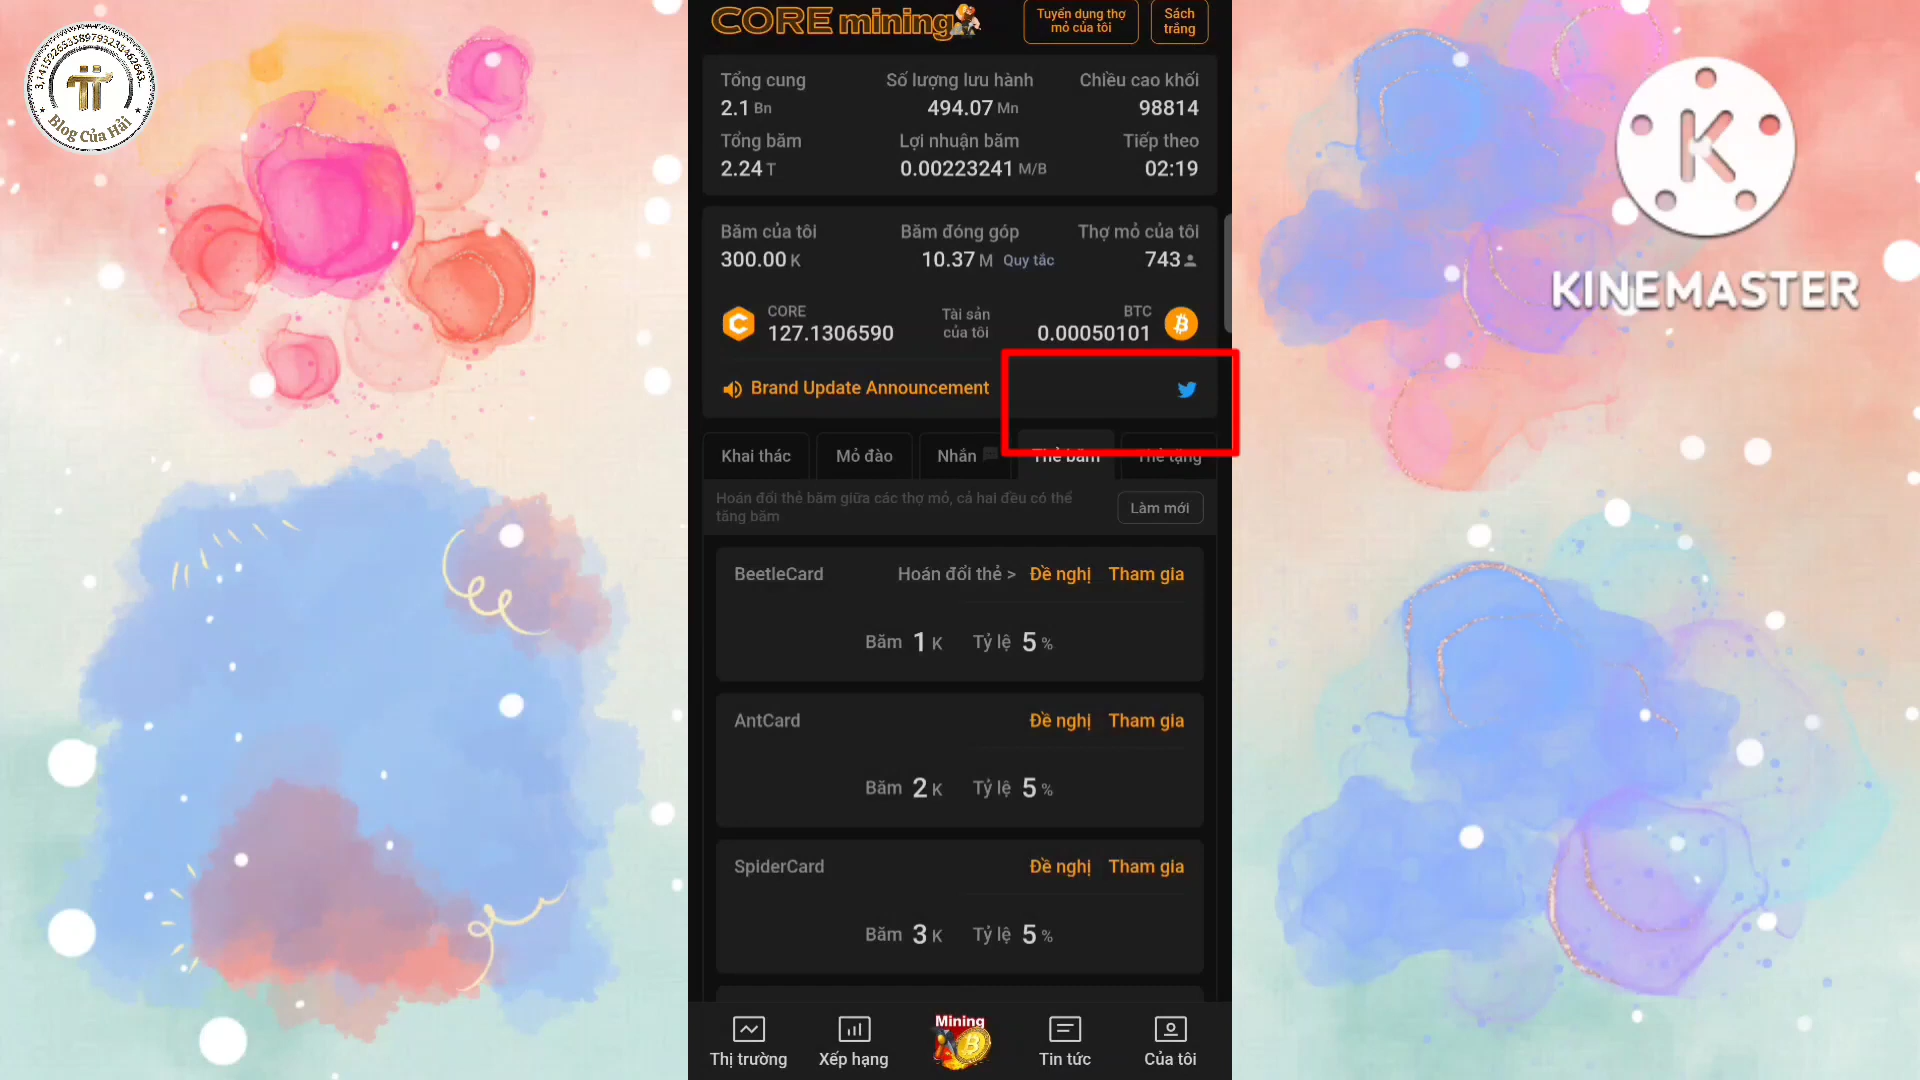 3,141592653589793238462643...
Blog Của Hải
CORE mining
Tuyển dụng thợ
mỏ của tôi
Sách
trắng
Tổng cung
Số lượng lưu hành
Chiều cao khối
2.1 Bn
494.07 Mn
98814
Tổng băm
Lợi nhuận băm
Tiếp theo
2.24 T
0.00223241 M/B
02:19
Băm của tôi
Băm đóng góp
Thợ mỏ của tôi
300.00 K
10.37 M Quy tắc
743
CORE
127.1306590
Tài sản
của tôi
BTC
0.00050101
Brand Update Announcement
Khai thác
Mỏ đào
Nhắn
Thẻ băm
Thẻ tặng
Hoán đổi thẻ băm giữa các thợ mỏ, cả hai đều có thể
tăng băm
Làm mới
BeetleCard
Hoán đổi thẻ >
Đề nghị
Tham gia
Băm 1 K Tỷ lệ 5 %
AntCard
Đề nghị
Tham gia
Băm 2 K Tỷ lệ 5 %
SpiderCard
Đề nghị
Tham gia
Băm 3 K Tỷ lệ 5 %
Mining
Thị trường
Xếp hạng
Tin tức
Của tôi
K
KINEMASTER